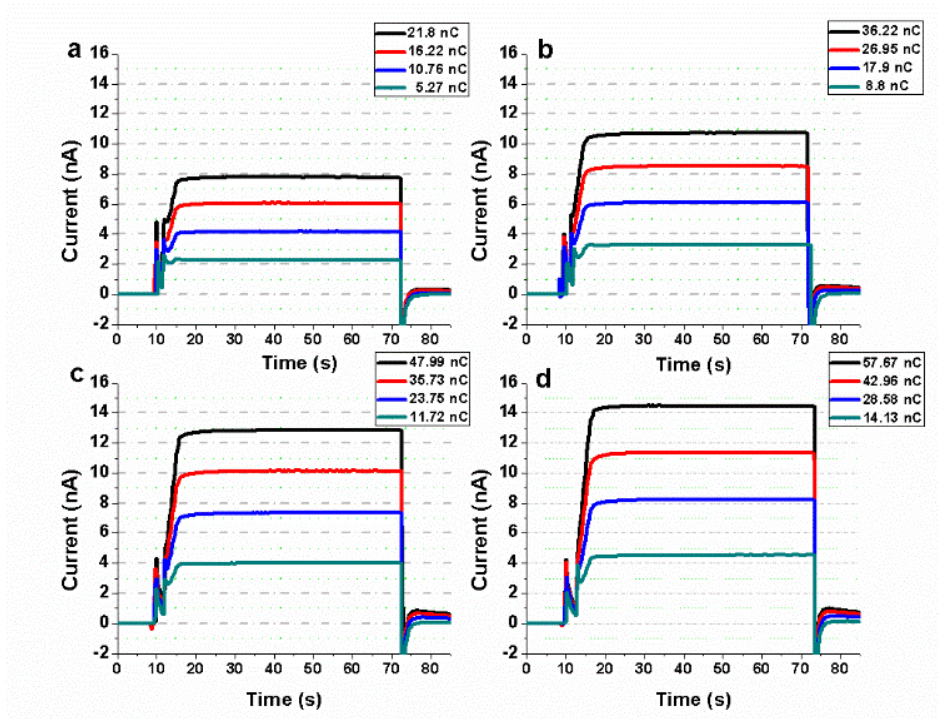 a
21.8 nC
16.22 nC
10.76 nC
5.27 nC
16
14
12
10
8
6
4
2
0
-2
Current (nA)
0 10 20 30 40 50 60 70 80
Time (s)
b
36.22 nC
26.95 nC
17.9 nC
8.8 nC
16
14
12
10
8
6
4
2
0
-2
Current (nA)
0 10 20 30 40 50 60 70 80
Time (s)
c
47.99 nC
35.73 nC
23.75 nC
11.72 nC
16
14
12
10
8
6
4
2
0
-2
Current (nA)
0 10 20 30 40 50 60 70 80
Time (s)
d
57.67 nC
42.96 nC
28.58 nC
14.13 nC
16
14
12
10
8
6
4
2
0
-2
Current (nA)
0 10 20 30 40 50 60 70 80
Time (s)